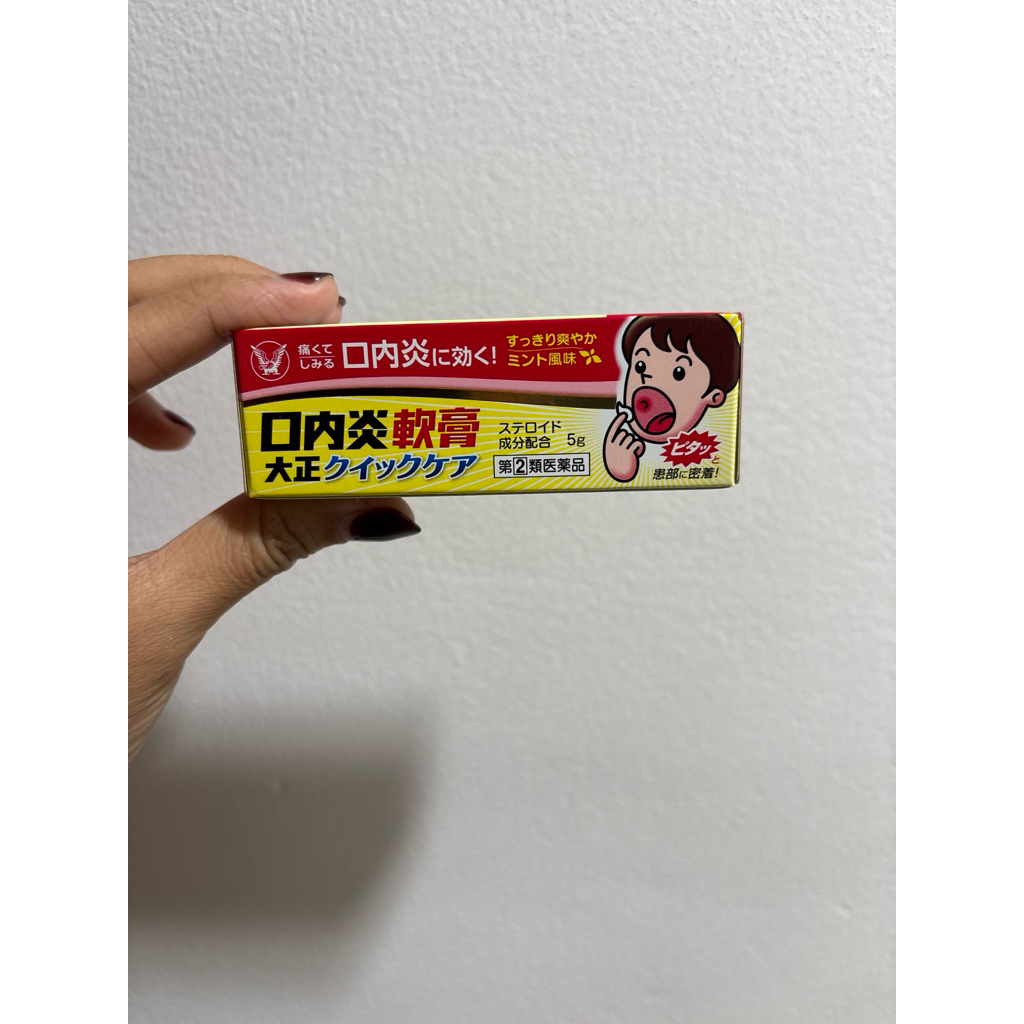 痛くて
しみる
口内炎に効く!
すっきり爽やか
ミント風味
口内炎軟膏
大正クイックケア
ステロイド
成分配合 5g
指②類医薬品
ピタッと
患部に密着!